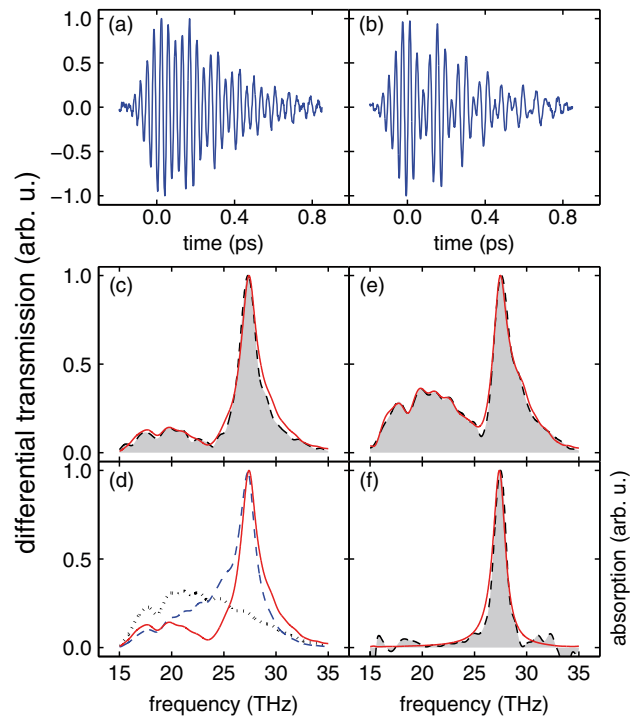 (a) (b)
1.0
0.5
0.0
−0.5
−1.0
0.0 0.4 0.8 0.0 0.4 0.8
time (ps) time (ps)
differential transmission (arb. u.)
(c) (e)
1.0
0.5
0.0
(d) (f)
1.0
0.5
0.0
absorption (arb. u.)
15 20 25 30 35 15 20 25 30 35
frequency (THz) frequency (THz)